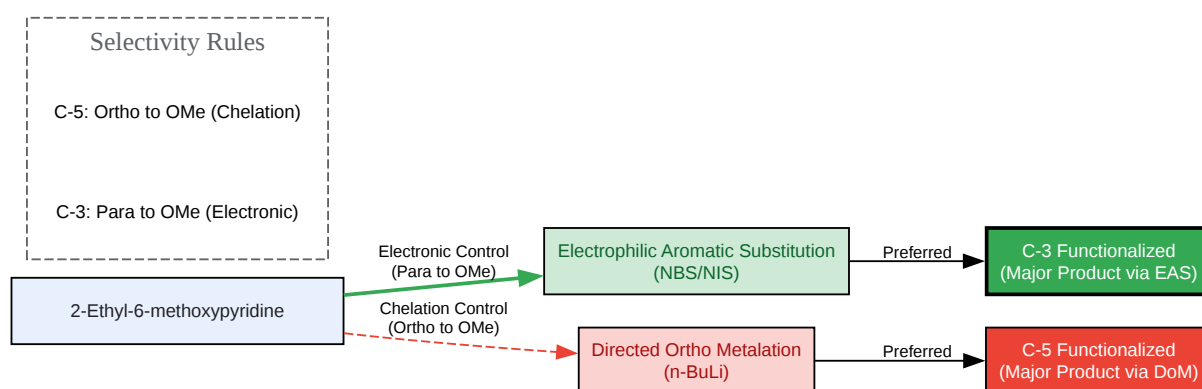 Selectivity Rules
C-5: Ortho to OMe (Chelation)
C-3: Para to OMe (Electronic)
2-Ethyl-6-methoxypyridine
Electronic Control
(Para to OMe)
Chelation Control
(Ortho to OMe)
Electrophilic Aromatic Substitution
(NBS/NIS)
Preferred
C-3 Functionalized
(Major Product via EAS)
Directed Ortho Metalation
(n-BuLi)
Preferred
C-5 Functionalized
(Major Product via DoM)